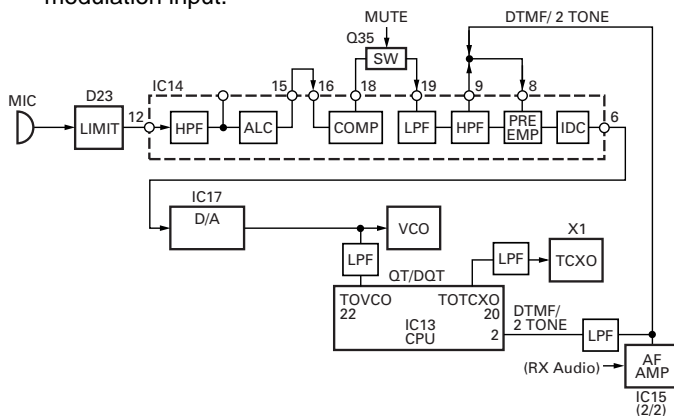 modulation input.
MUTE
DTMF/ 2 TONE
Q35
SW
IC14
15
16
18
19
9
8
MIC
D23
LIMIT
12
HPF
ALC
COMP
LPF
HPF
PRE
EMP
IDC
6
IC17
D/A
VCO
X1
LPF
TCXO
LPF
QT/DQT
TOVCO
22
TOTCXO
20
IC13
CPU
2
DTMF/
2 TONE
LPF
(RX Audio)
AF
AMP
IC15
(2/2)